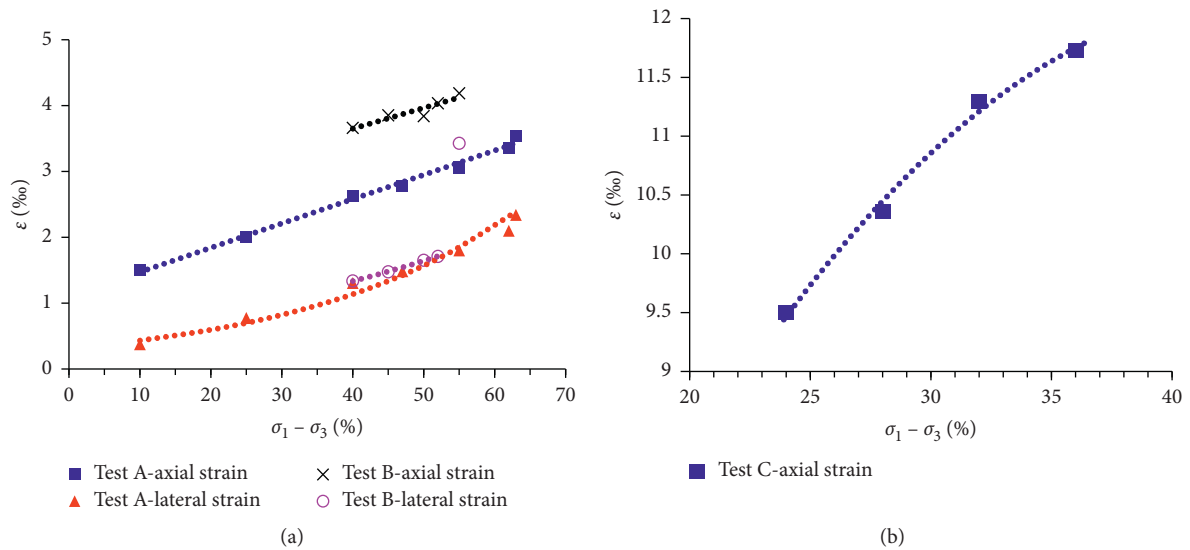 5
4
3
2
1
0
ε (‰)
0 10 20 30 40 50 60 70
σ1 – σ3 (%)
Test A-axial strain
Test B-axial strain
Test A-lateral strain
Test B-lateral strain
(a)
12
11.5
11
10.5
10
9.5
9
ε (‰)
20 25 30 35 40
σ1 – σ3 (%)
Test C-axial strain
(b)